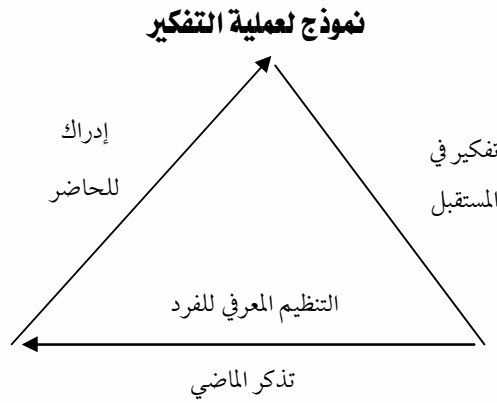 نموذج لعملية التفكير
إدراك
للحاضر
تفكير في
المستقبل
التنظيم المعرفي للفرد
تذكر الماضي